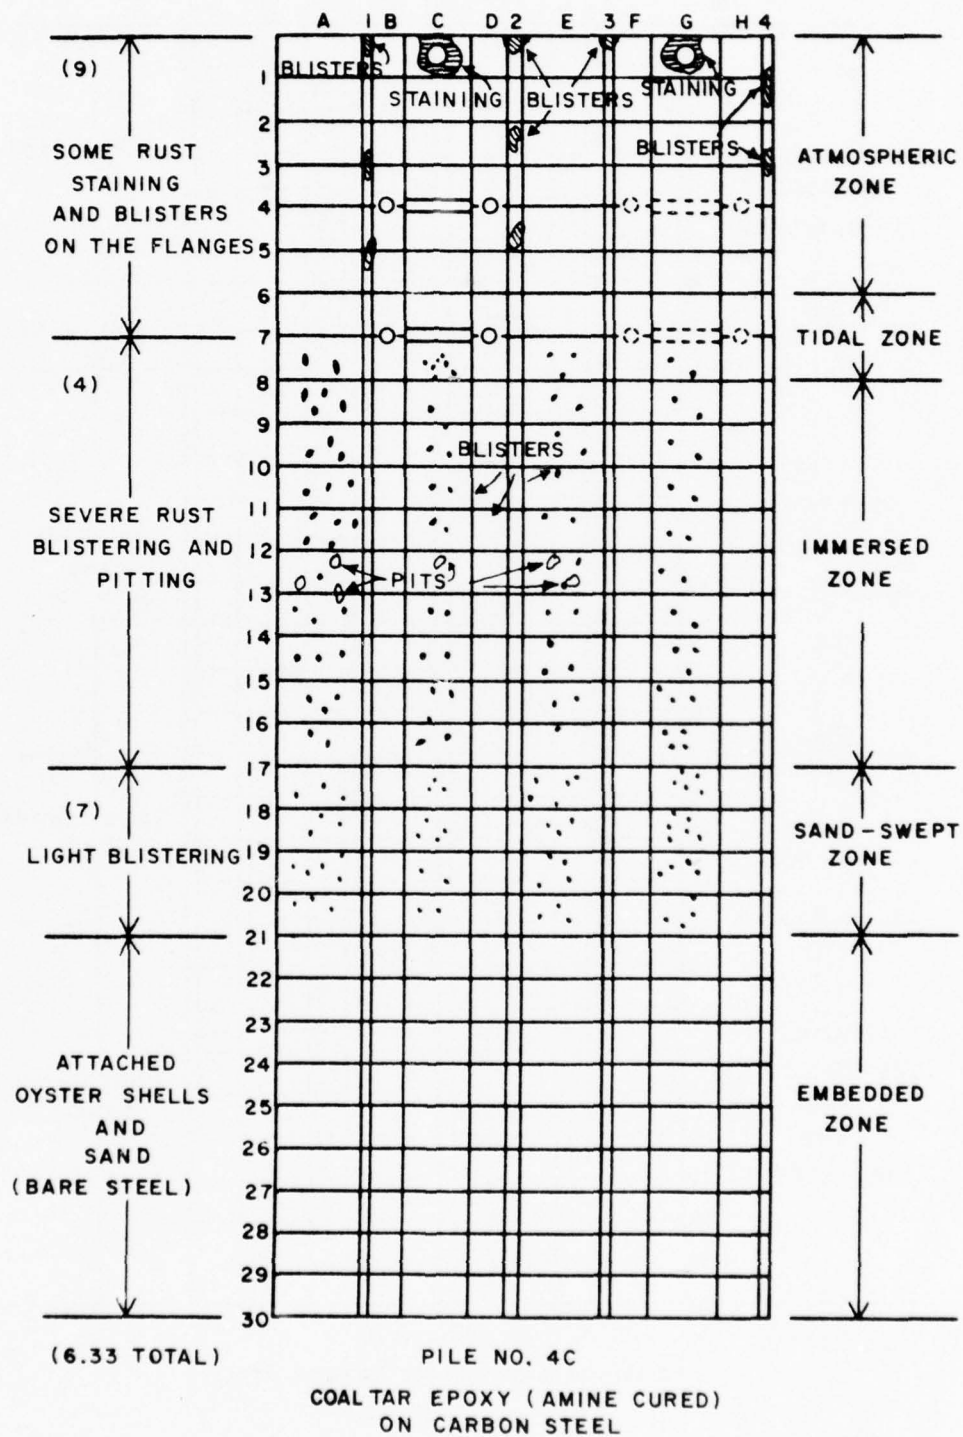 A 1 B C D 2 E 3 F G H 4
(9)
BLISTERS
STAINING
BLISTERS
STAINING
BLISTERS
SOME RUST
STAINING
AND BLISTERS
ON THE FLANGES
ATMOSPHERIC
ZONE
TIDAL ZONE
(4)
BLISTERS
SEVERE RUST
BLISTERING AND
PITTING
PITS
IMMERSED
ZONE
(7)
LIGHT BLISTERING
SAND-SWEPT
ZONE
ATTACHED
OYSTER SHELLS
AND
SAND
(BARE STEEL)
EMBEDDED
ZONE
1
2
3
4
5
6
7
8
9
10
11
12
13
14
15
16
17
18
19
20
21
22
23
24
25
26
27
28
29
30
(6.33 TOTAL)
PILE NO. 4C
COAL TAR EPOXY (AMINE CURED)
ON CARBON STEEL